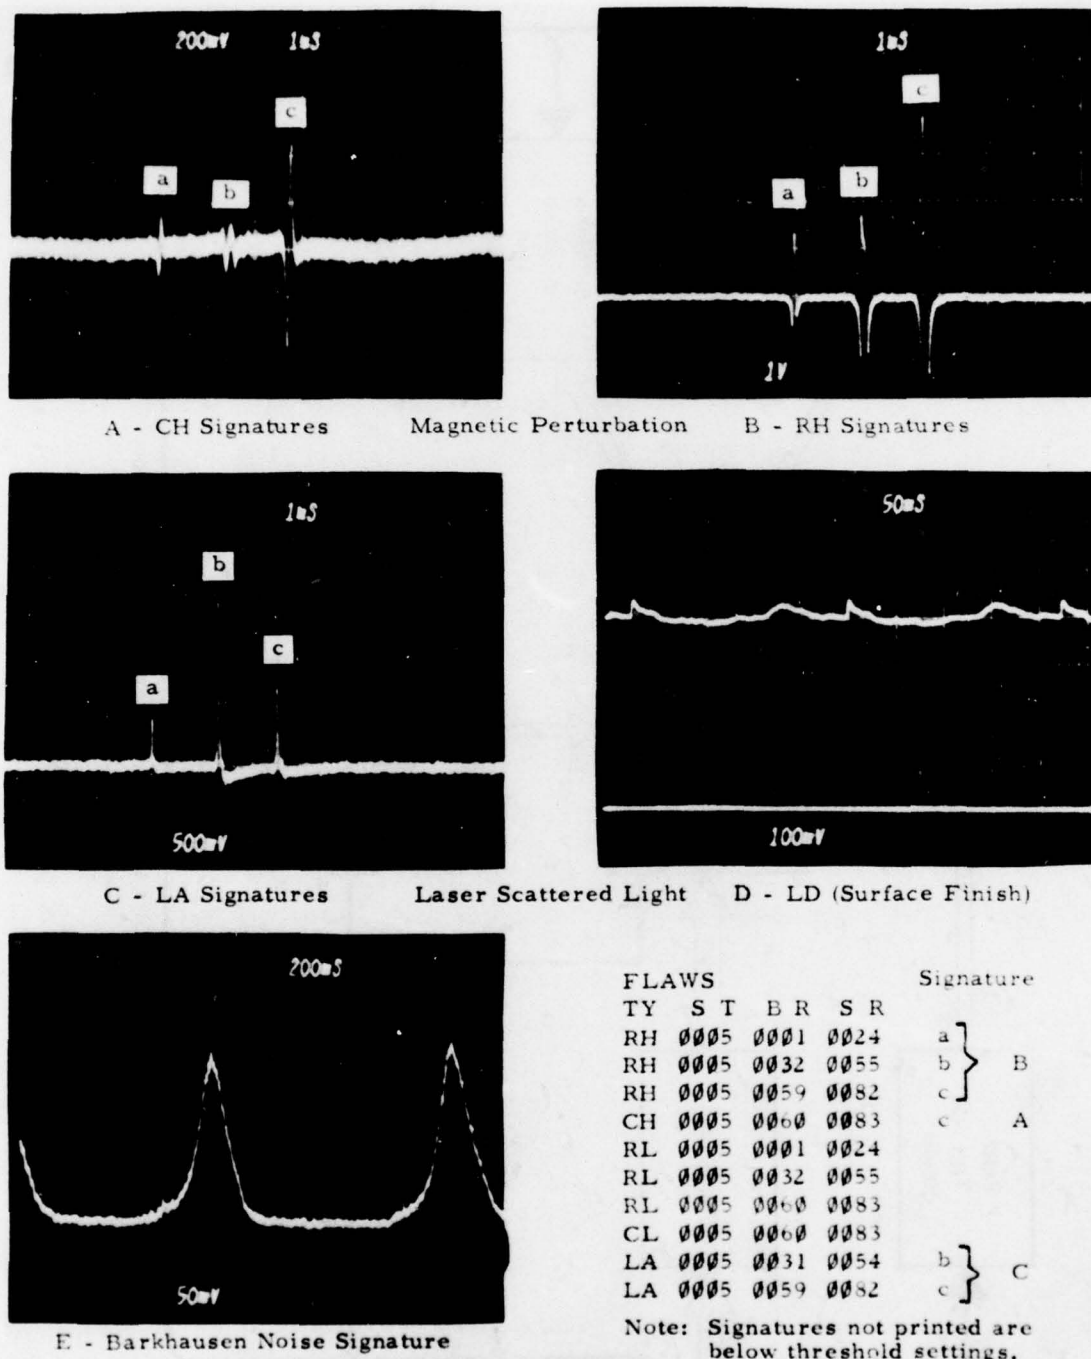 200mV 1mS
a
b
c
1mS
a
b
c
1V
A - CH Signatures Magnetic Perturbation B - RH Signatures
1mS
a
b
c
500mV
50mS
100mV
C - LA Signatures Laser Scattered Light D - LD (Surface Finish)
200mS
50mV
E - Barkhausen Noise Signature
FLAWS Signature
TY S T B R S R
RH 0005 0001 0024 a
RH 0005 0032 0055 b B
RH 0005 0059 0082 c
CH 0005 0060 0083 c A
RL 0005 0001 0024
RL 0005 0032 0055
RL 0005 0060 0083
CL 0005 0060 0083
LA 0005 0031 0054 b
C
LA 0005 0059 0082 c
Note: Signatures not printed are
below threshold settings.